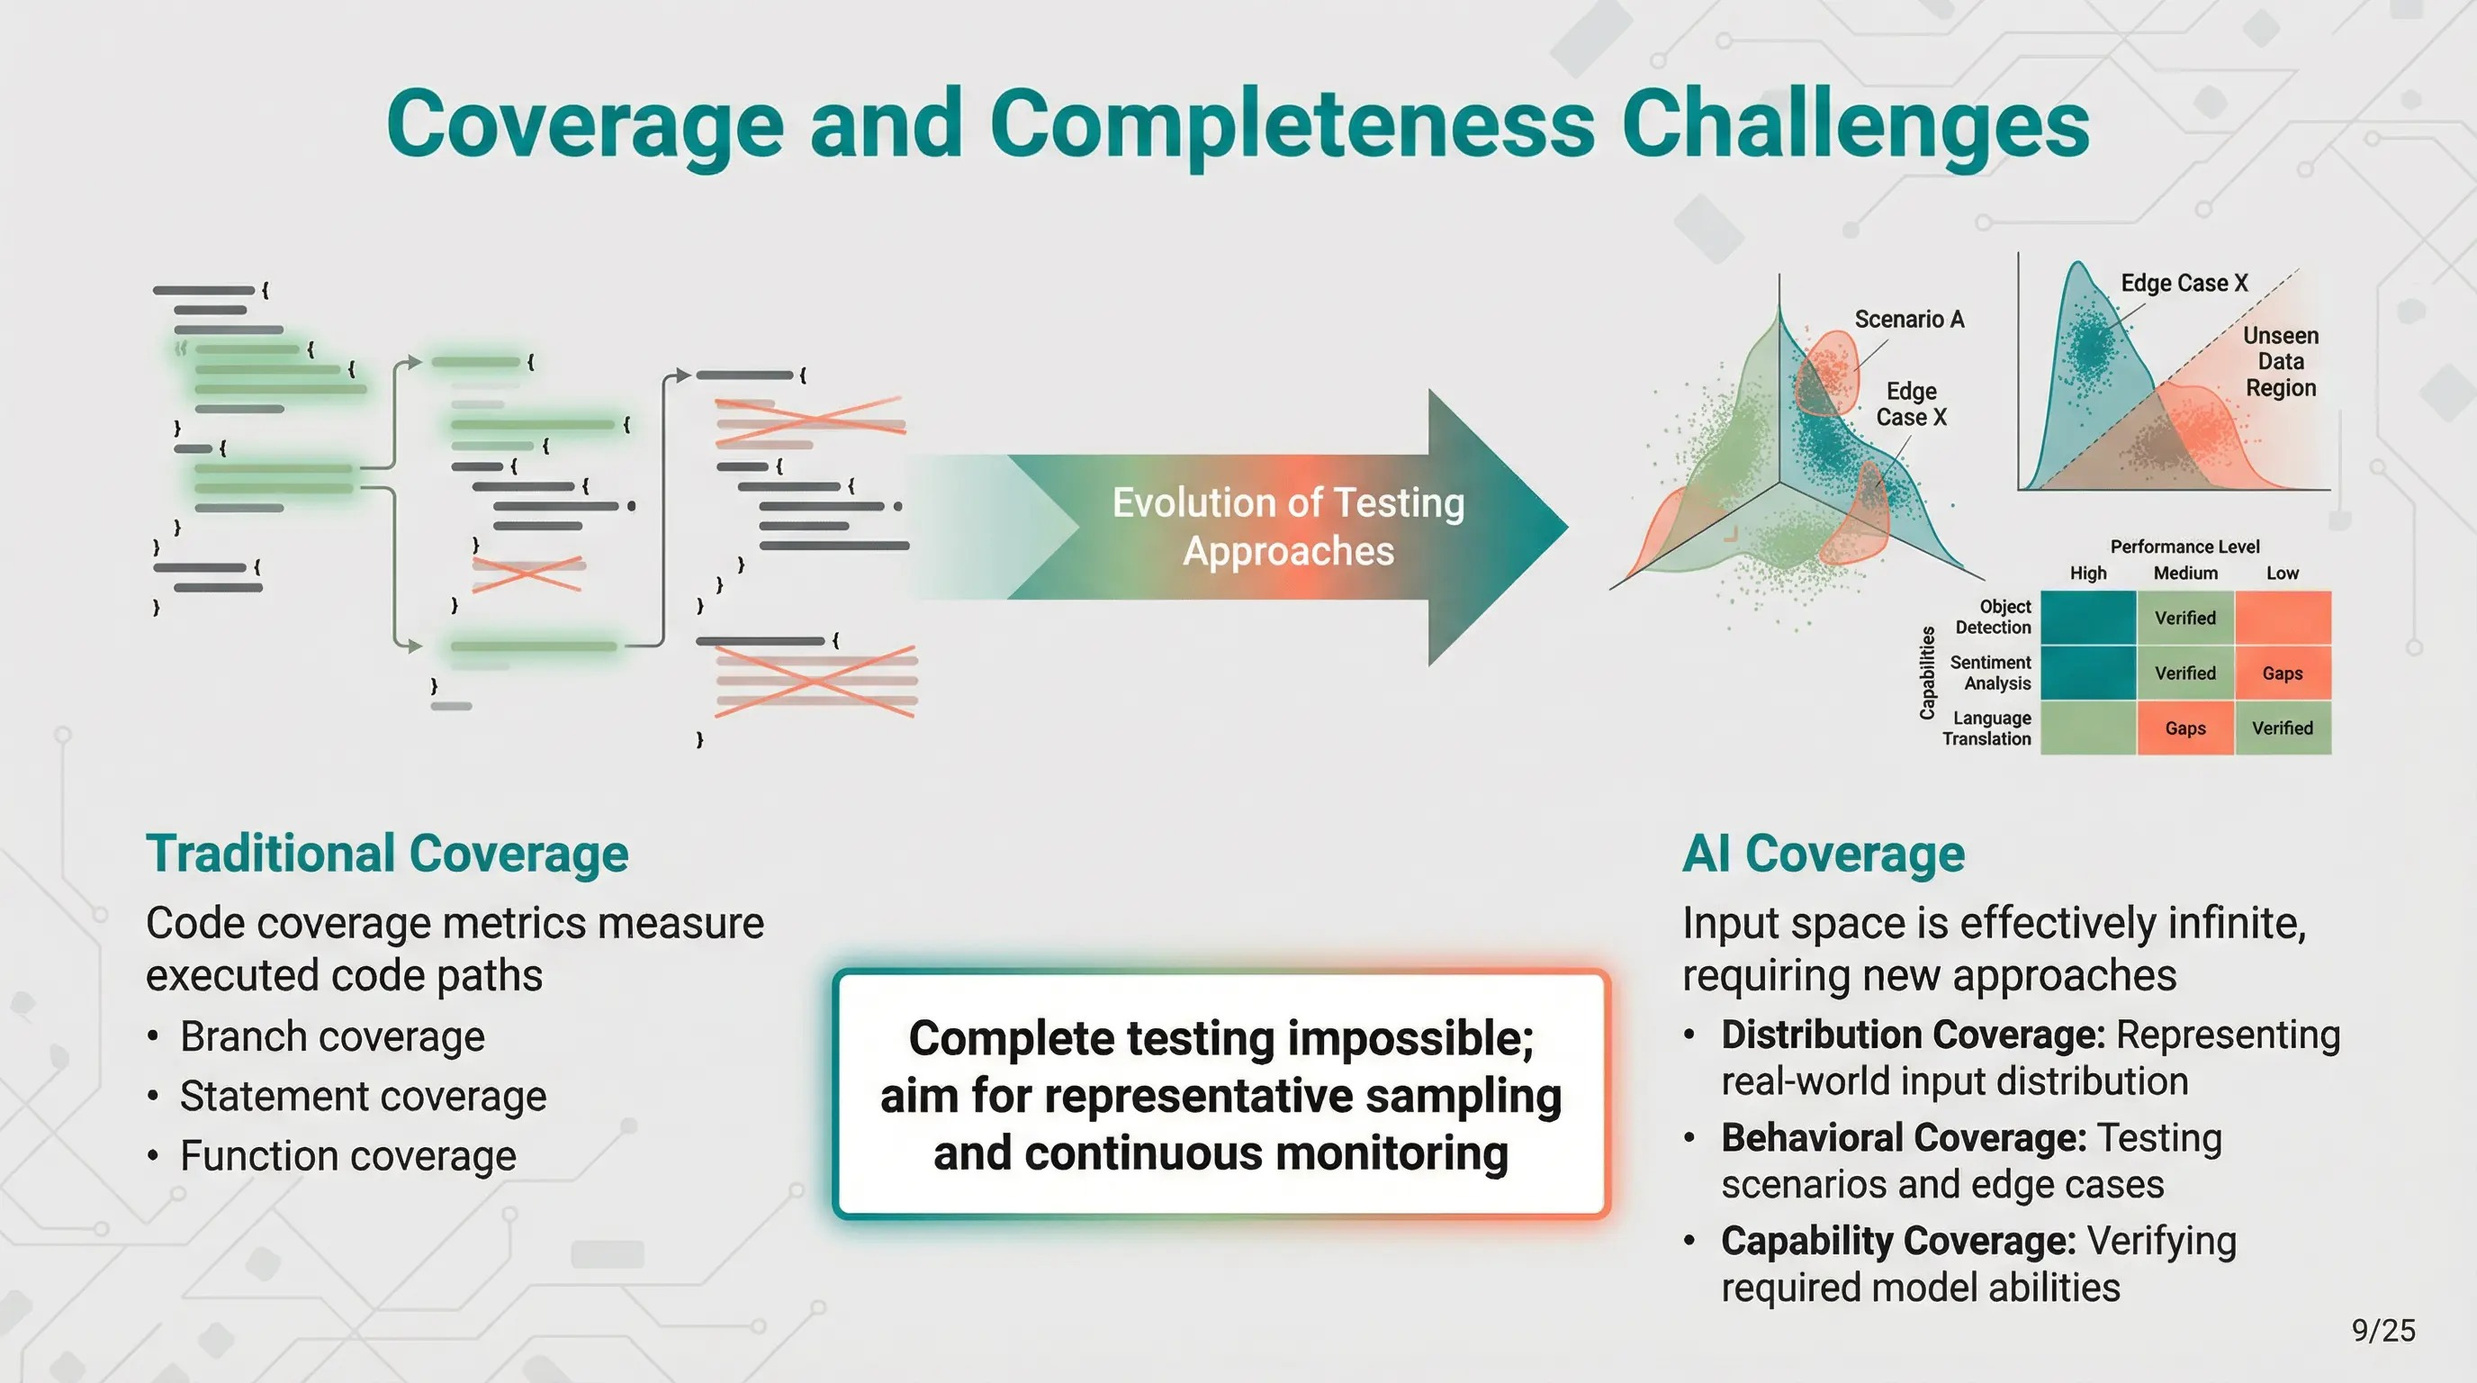 Coverage and Completeness Challenges
Evolution of Testing
Approaches
Scenario A
Edge
Case X
Edge Case X
Unseen
Data
Region
Performance Level
High Medium Low
Capabilities
Object
Detection
Verified
Sentiment
Analysis
Verified Gaps
Language
Translation
Gaps Verified
Traditional Coverage
Code coverage metrics measure
executed code paths
• Branch coverage
• Statement coverage
• Function coverage
Complete testing impossible;
aim for representative sampling
and continuous monitoring
AI Coverage
Input space is effectively infinite,
requiring new approaches
• Distribution Coverage: Representing
real-world input distribution
• Behavioral Coverage: Testing
scenarios and edge cases
• Capability Coverage: Verifying
required model abilities
9/25